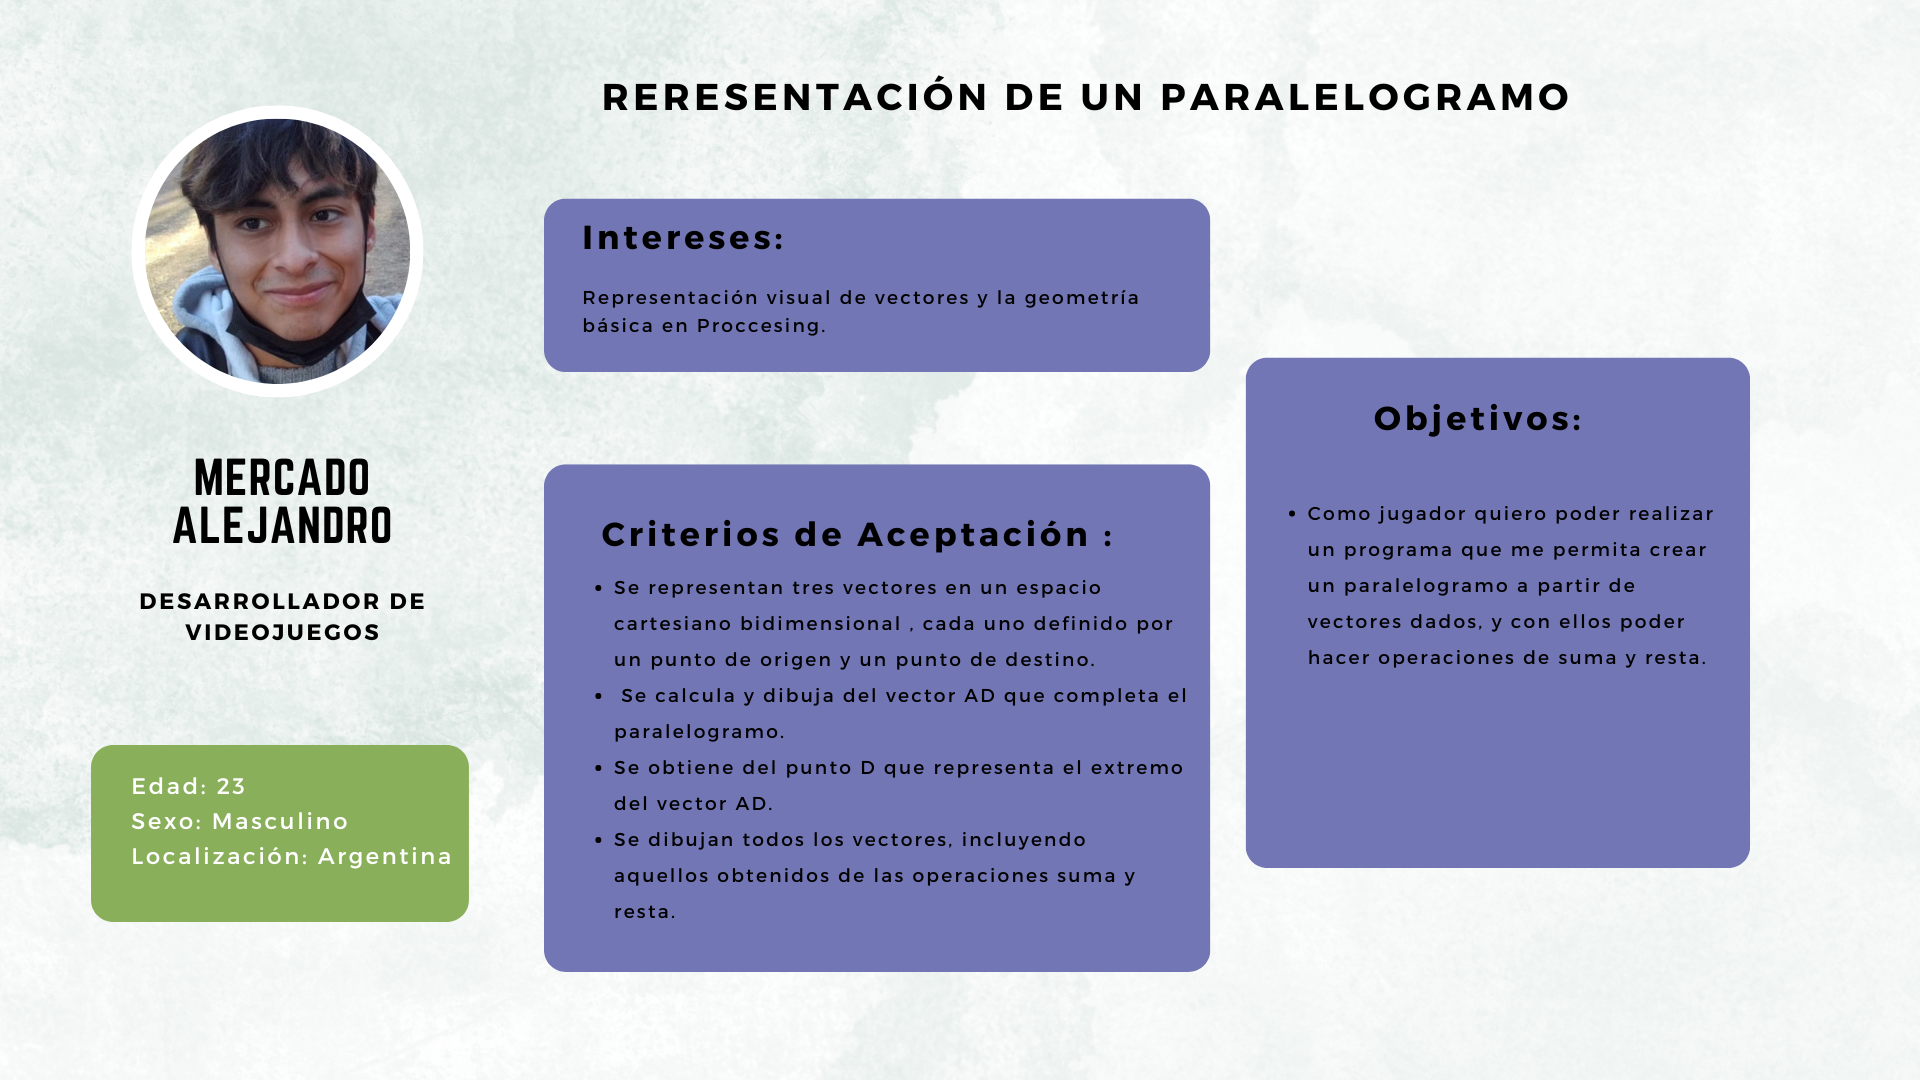 RERESENTACIÓN DE UN PARALELOGRAMO
MERCADO
ALEJANDRO
DESARROLLADOR DE
VIDEOJUEGOS
Edad: 23
Sexo: Masculino
Localización: Argentina
Intereses:
Representación visual de vectores y la geometría
básica en Proccesing.
Criterios de Aceptación :
• Se representan tres vectores en un espacio
cartesiano bidimensional , cada uno definido por
un punto de origen y un punto de destino.
• Se calcula y dibuja del vector AD que completa el
paralelogramo.
• Se obtiene del punto D que representa el extremo
del vector AD.
• Se dibujan todos los vectores, incluyendo
aquellos obtenidos de las operaciones suma y
resta.
Objetivos:
• Como jugador quiero poder realizar
un programa que me permita crear
un paralelogramo a partir de
vectores dados, y con ellos poder
hacer operaciones de suma y resta.